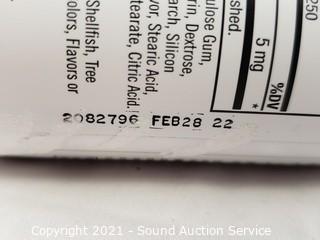 250
%DV
5 mg
*
shed.
ulose Gum,
rin, Dextrose,
arch, Silicon
vor, Stearic Acid,
tearate, Citric Acid.
Shellfish, Tree
olors, Flavors or
2082796 FEB28 22
Copyright 2021 - Sound Auction Service